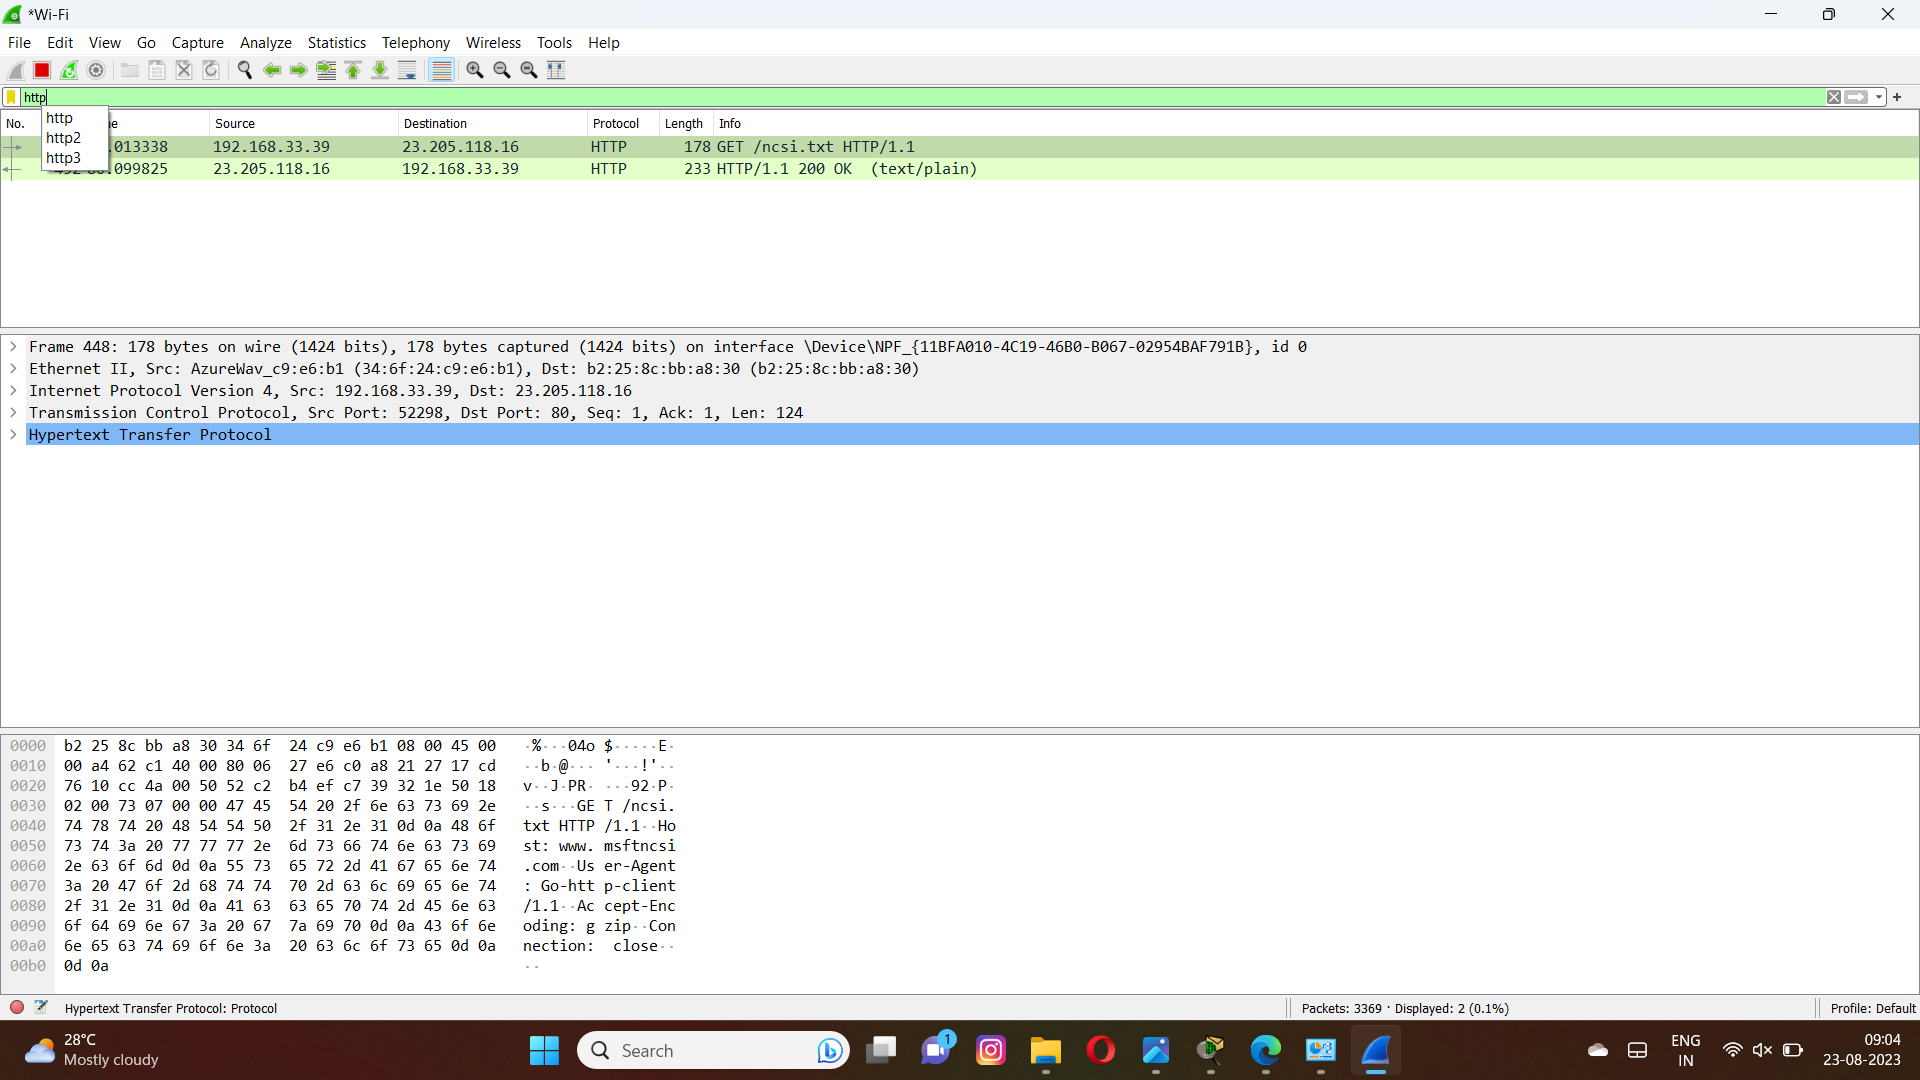 *Wi-Fi
File Edit View Go Capture Analyze Statistics Telephony Wireless Tools Help
http
http
http2
http3
No. Source Destination Protocol Length Info
.013338 192.168.33.39 23.205.118.16 HTTP 178 GET /ncsi.txt HTTP/1.1
.099825 23.205.118.16 192.168.33.39 HTTP 233 HTTP/1.1 200 OK (text/plain)
Frame 448: 178 bytes on wire (1424 bits), 178 bytes captured (1424 bits) on interface \Device\NPF_{11BFA010-4C19-46B0-B067-02954BAF791B}, id 0
Ethernet II, Src: AzureWav_c9:e6:b1 (34:6f:24:c9:e6:b1), Dst: b2:25:8c:bb:a8:30 (b2:25:8c:bb:a8:30)
Internet Protocol Version 4, Src: 192.168.33.39, Dst: 23.205.118.16
Transmission Control Protocol, Src Port: 52298, Dst Port: 80, Seq: 1, Ack: 1, Len: 124
Hypertext Transfer Protocol
0000 b2 25 8c bb a8 30 34 6f 24 c9 e6 b1 08 00 45 00 ·%···04o $·····E·
0010 00 a4 62 c1 40 00 80 06 27 e6 c0 a8 21 27 17 cd ··b·@··· '···!'··
0020 76 10 cc 4a 00 50 52 c2 b4 ef c7 39 32 1e 50 18 v··J·PR· ···92·P·
0030 02 00 73 07 00 00 47 45 54 20 2f 6e 63 73 69 2e ··s···GE T /ncsi.
0040 74 78 74 20 48 54 54 50 2f 31 2e 31 0d 0a 48 6f txt HTTP /1.1··Ho
0050 73 74 3a 20 77 77 77 2e 6d 73 66 74 6e 63 73 69 st: www. msftncsi
0060 2e 63 6f 6d 0d 0a 55 73 65 72 2d 41 67 65 6e 74 .com··Us er-Agent
0070 3a 20 47 6f 2d 68 74 74 70 2d 63 6c 69 65 6e 74 : Go-htt p-client
0080 2f 31 2e 31 0d 0a 41 63 63 65 70 74 2d 45 6e 63 /1.1··Ac cept-Enc
0090 6f 64 69 6e 67 3a 20 67 7a 69 70 0d 0a 43 6f 6e oding: g zip··Con
00a0 6e 65 63 74 69 6f 6e 3a 20 63 6c 6f 73 65 0d 0a nection: close··
00b0 0d 0a ··
Hypertext Transfer Protocol: Protocol Packets: 3369 · Displayed: 2 (0.1%) Profile: Default
28°C
Mostly cloudy
Search
1
ENG
IN
09:04
23-08-2023